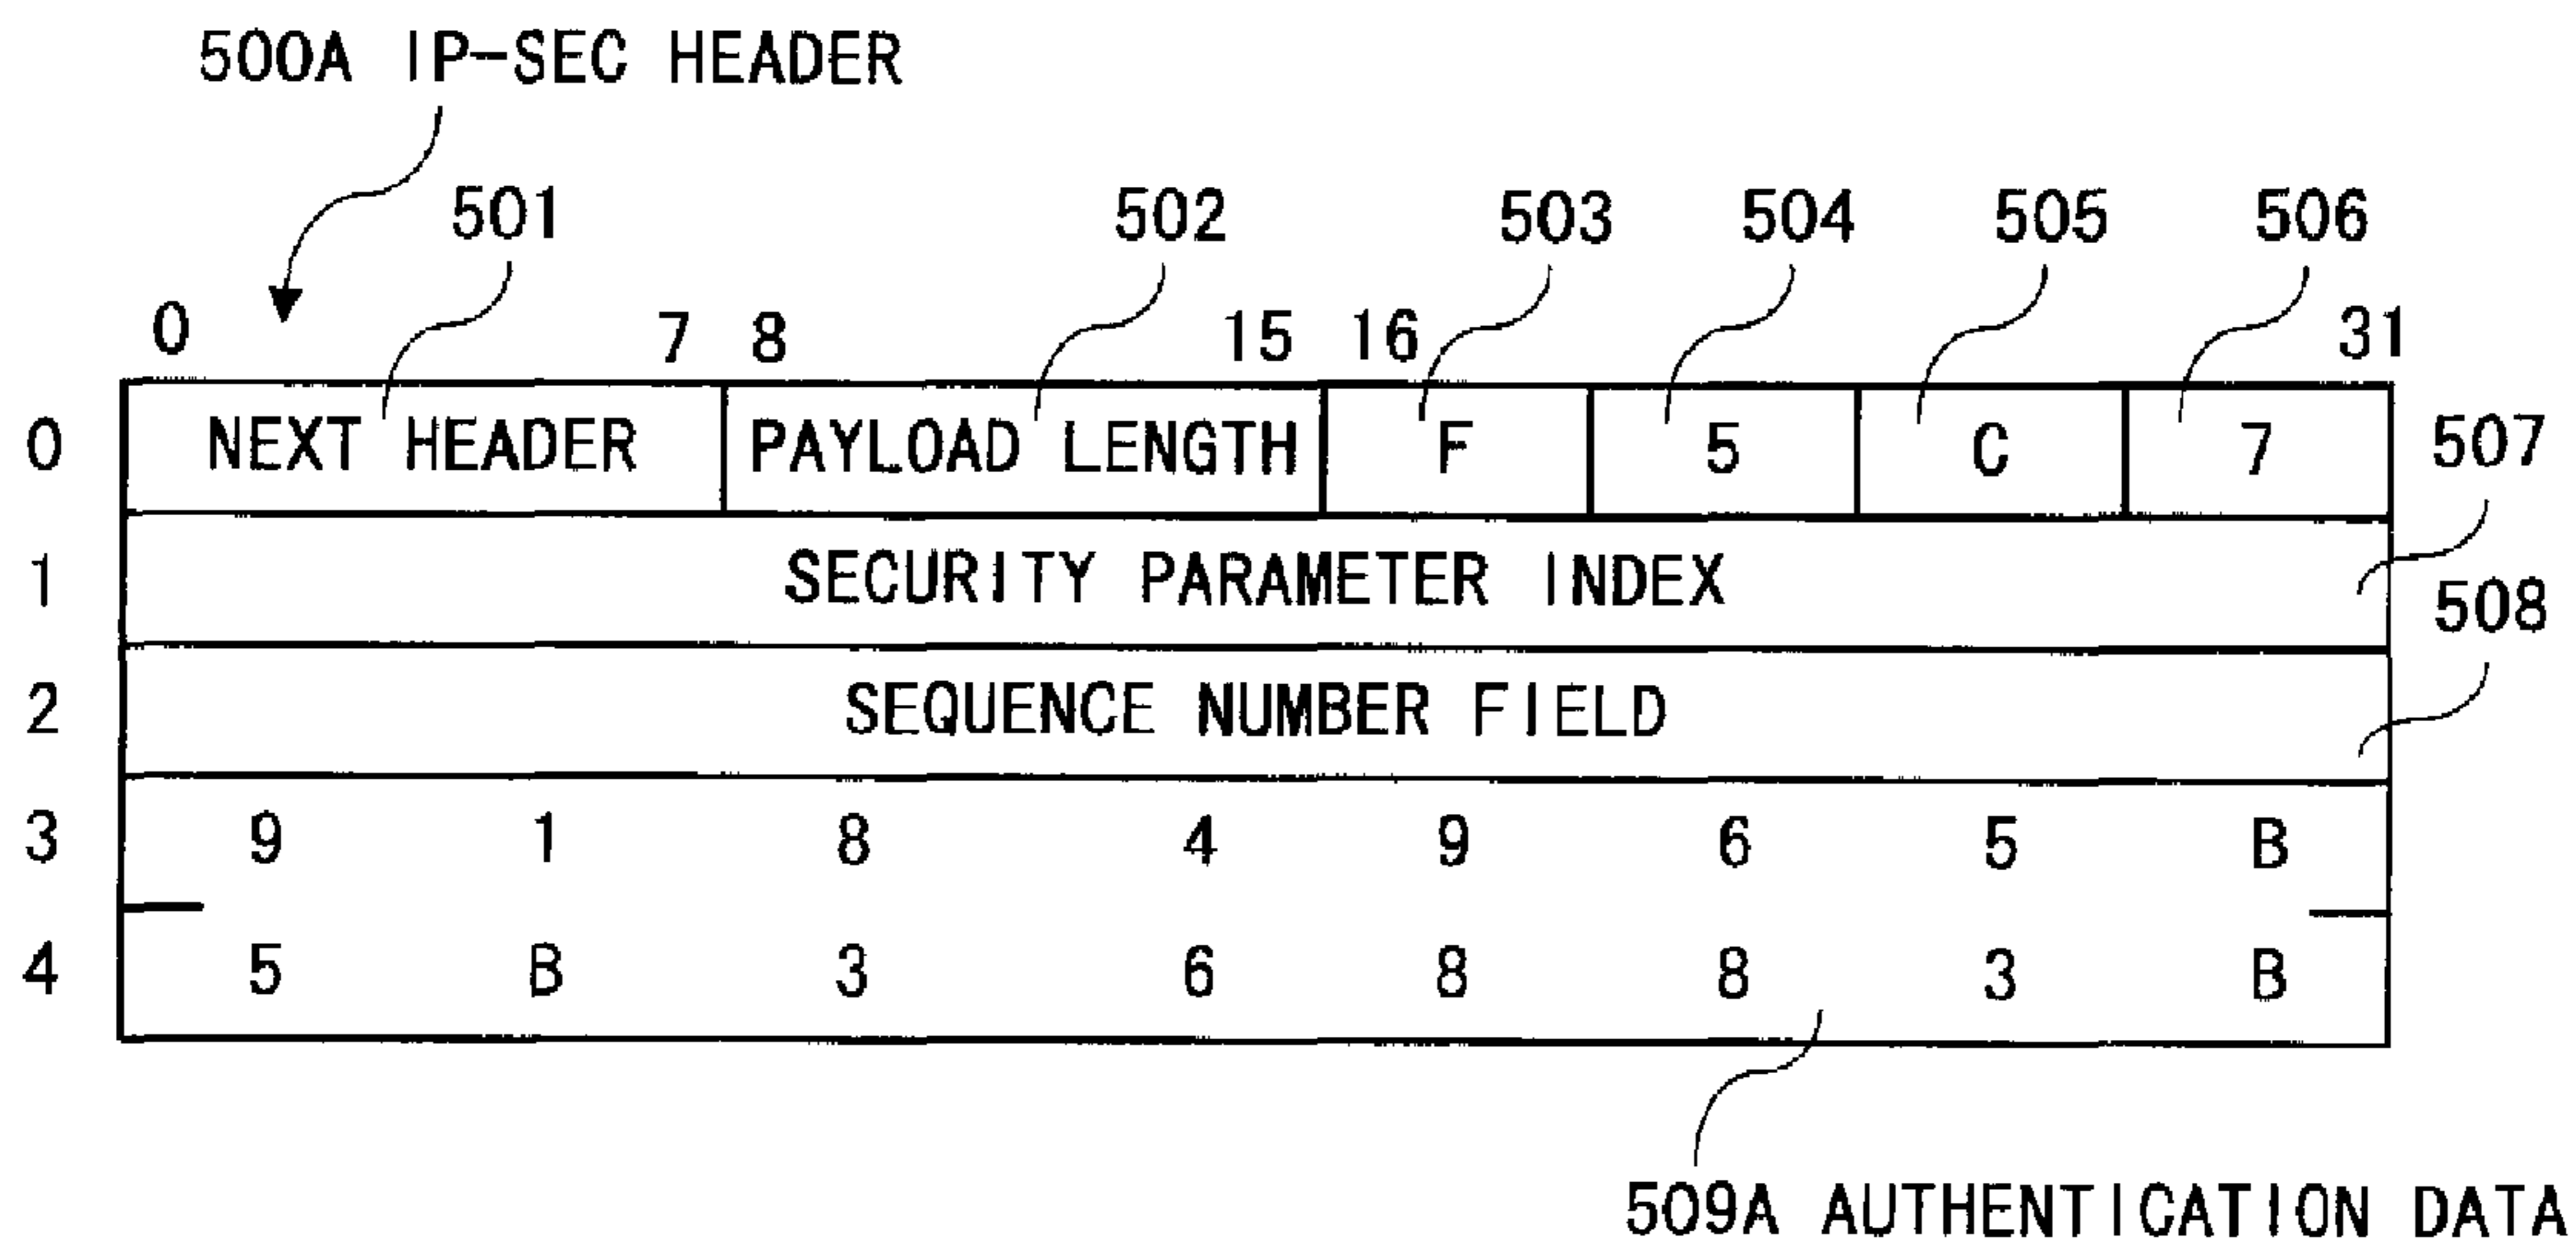 500A IP-SEC HEADER
501 502 503 504 505 506
0 7 8 15 16 31
0 NEXT HEADER PAYLOAD LENGTH F 5 C 7 507
1 SECURITY PARAMETER INDEX
508
2 SEQUENCE NUMBER FIELD
3 9 1 8 4 9 6 5 B
4 5 B 3 6 8 8 3 B
509A AUTHENTICATION DATA